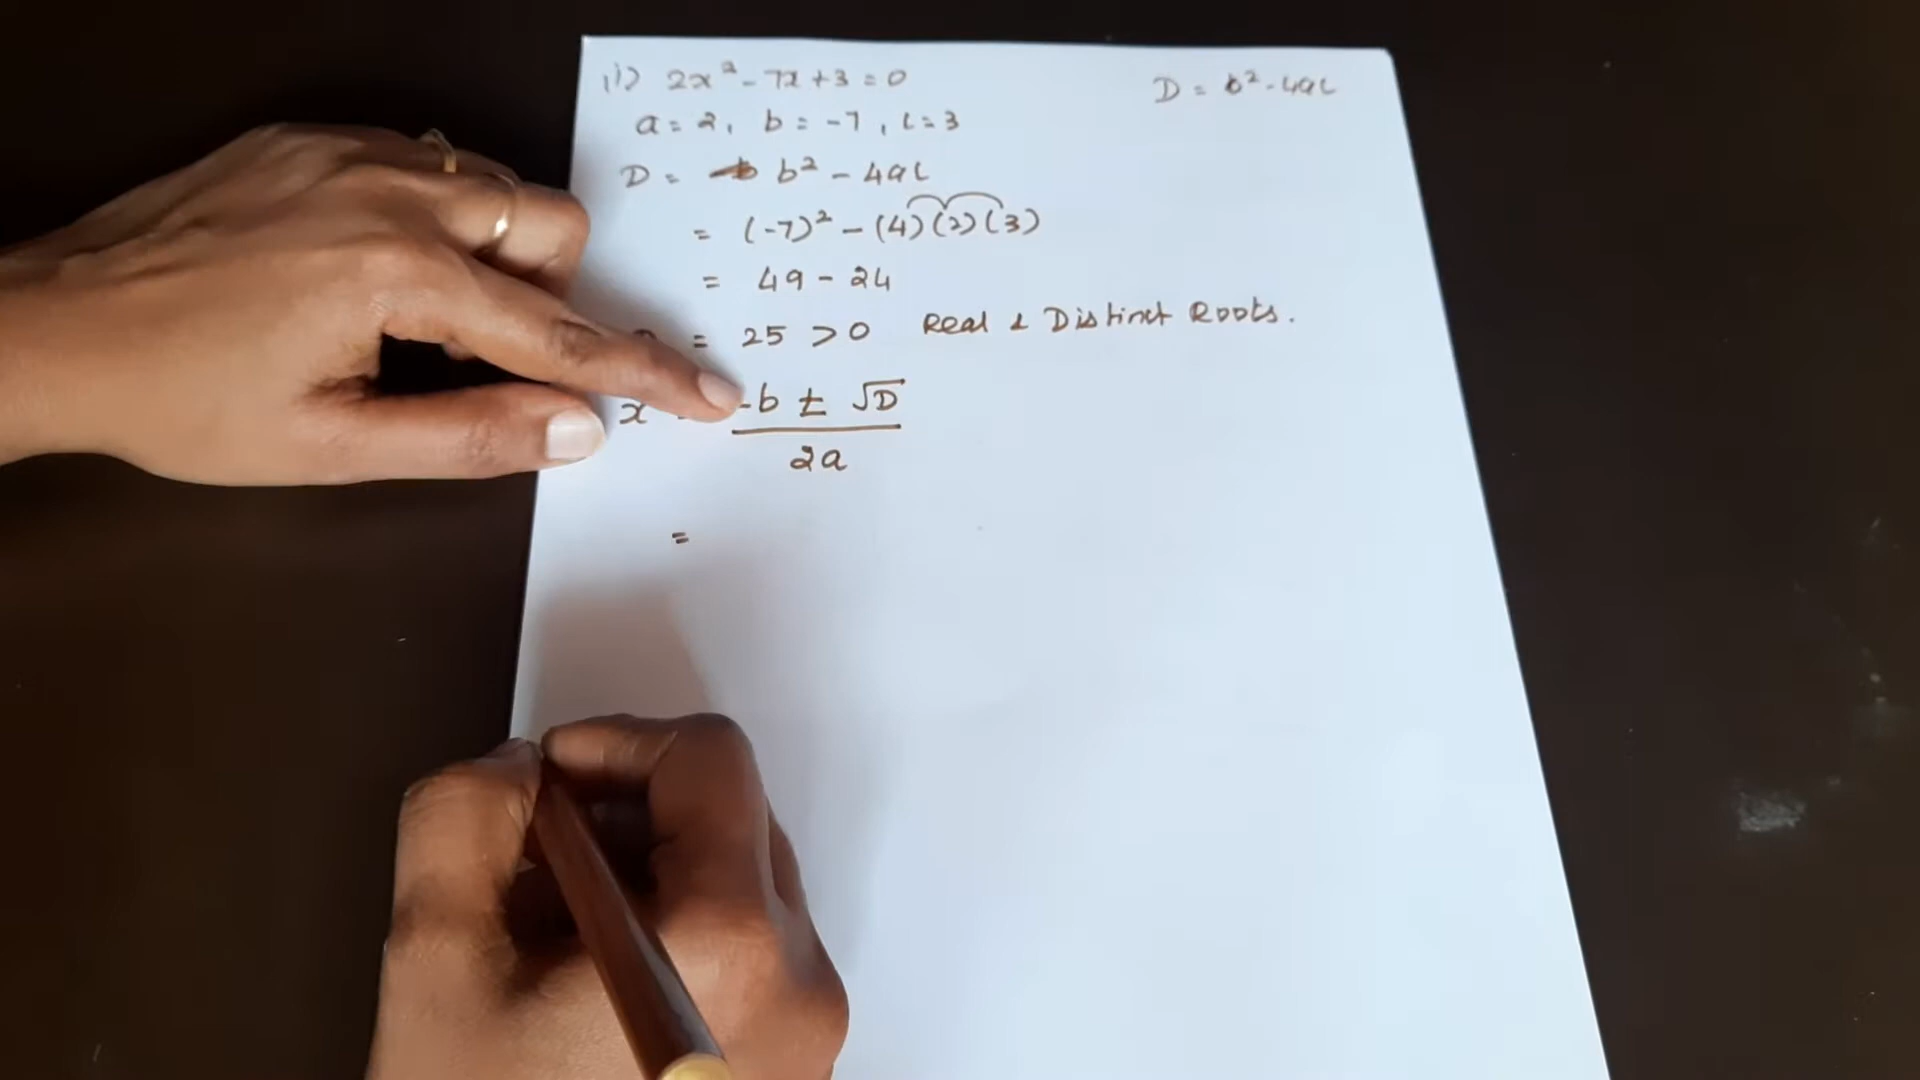 ii) 2x² - 7x + 3 = 0
D = b² - 4ac
a = 2, b = -7, c = 3
D = b² - 4ac
= (-7)² - (4)(2)(3)
= 49 - 24
= 25 > 0 Real & Distinct Roots.
x = -b ± √D
2a
=